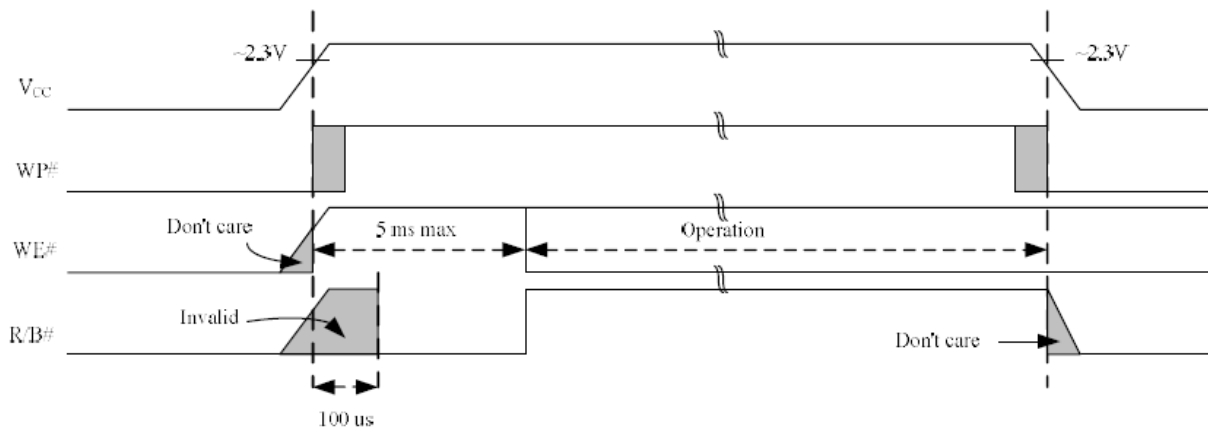 ~2.3V
~2.3V
VCC
WP#
Don't care
5 ms max
Operation
WE#
Invalid
R/B#
Don't care
100 us